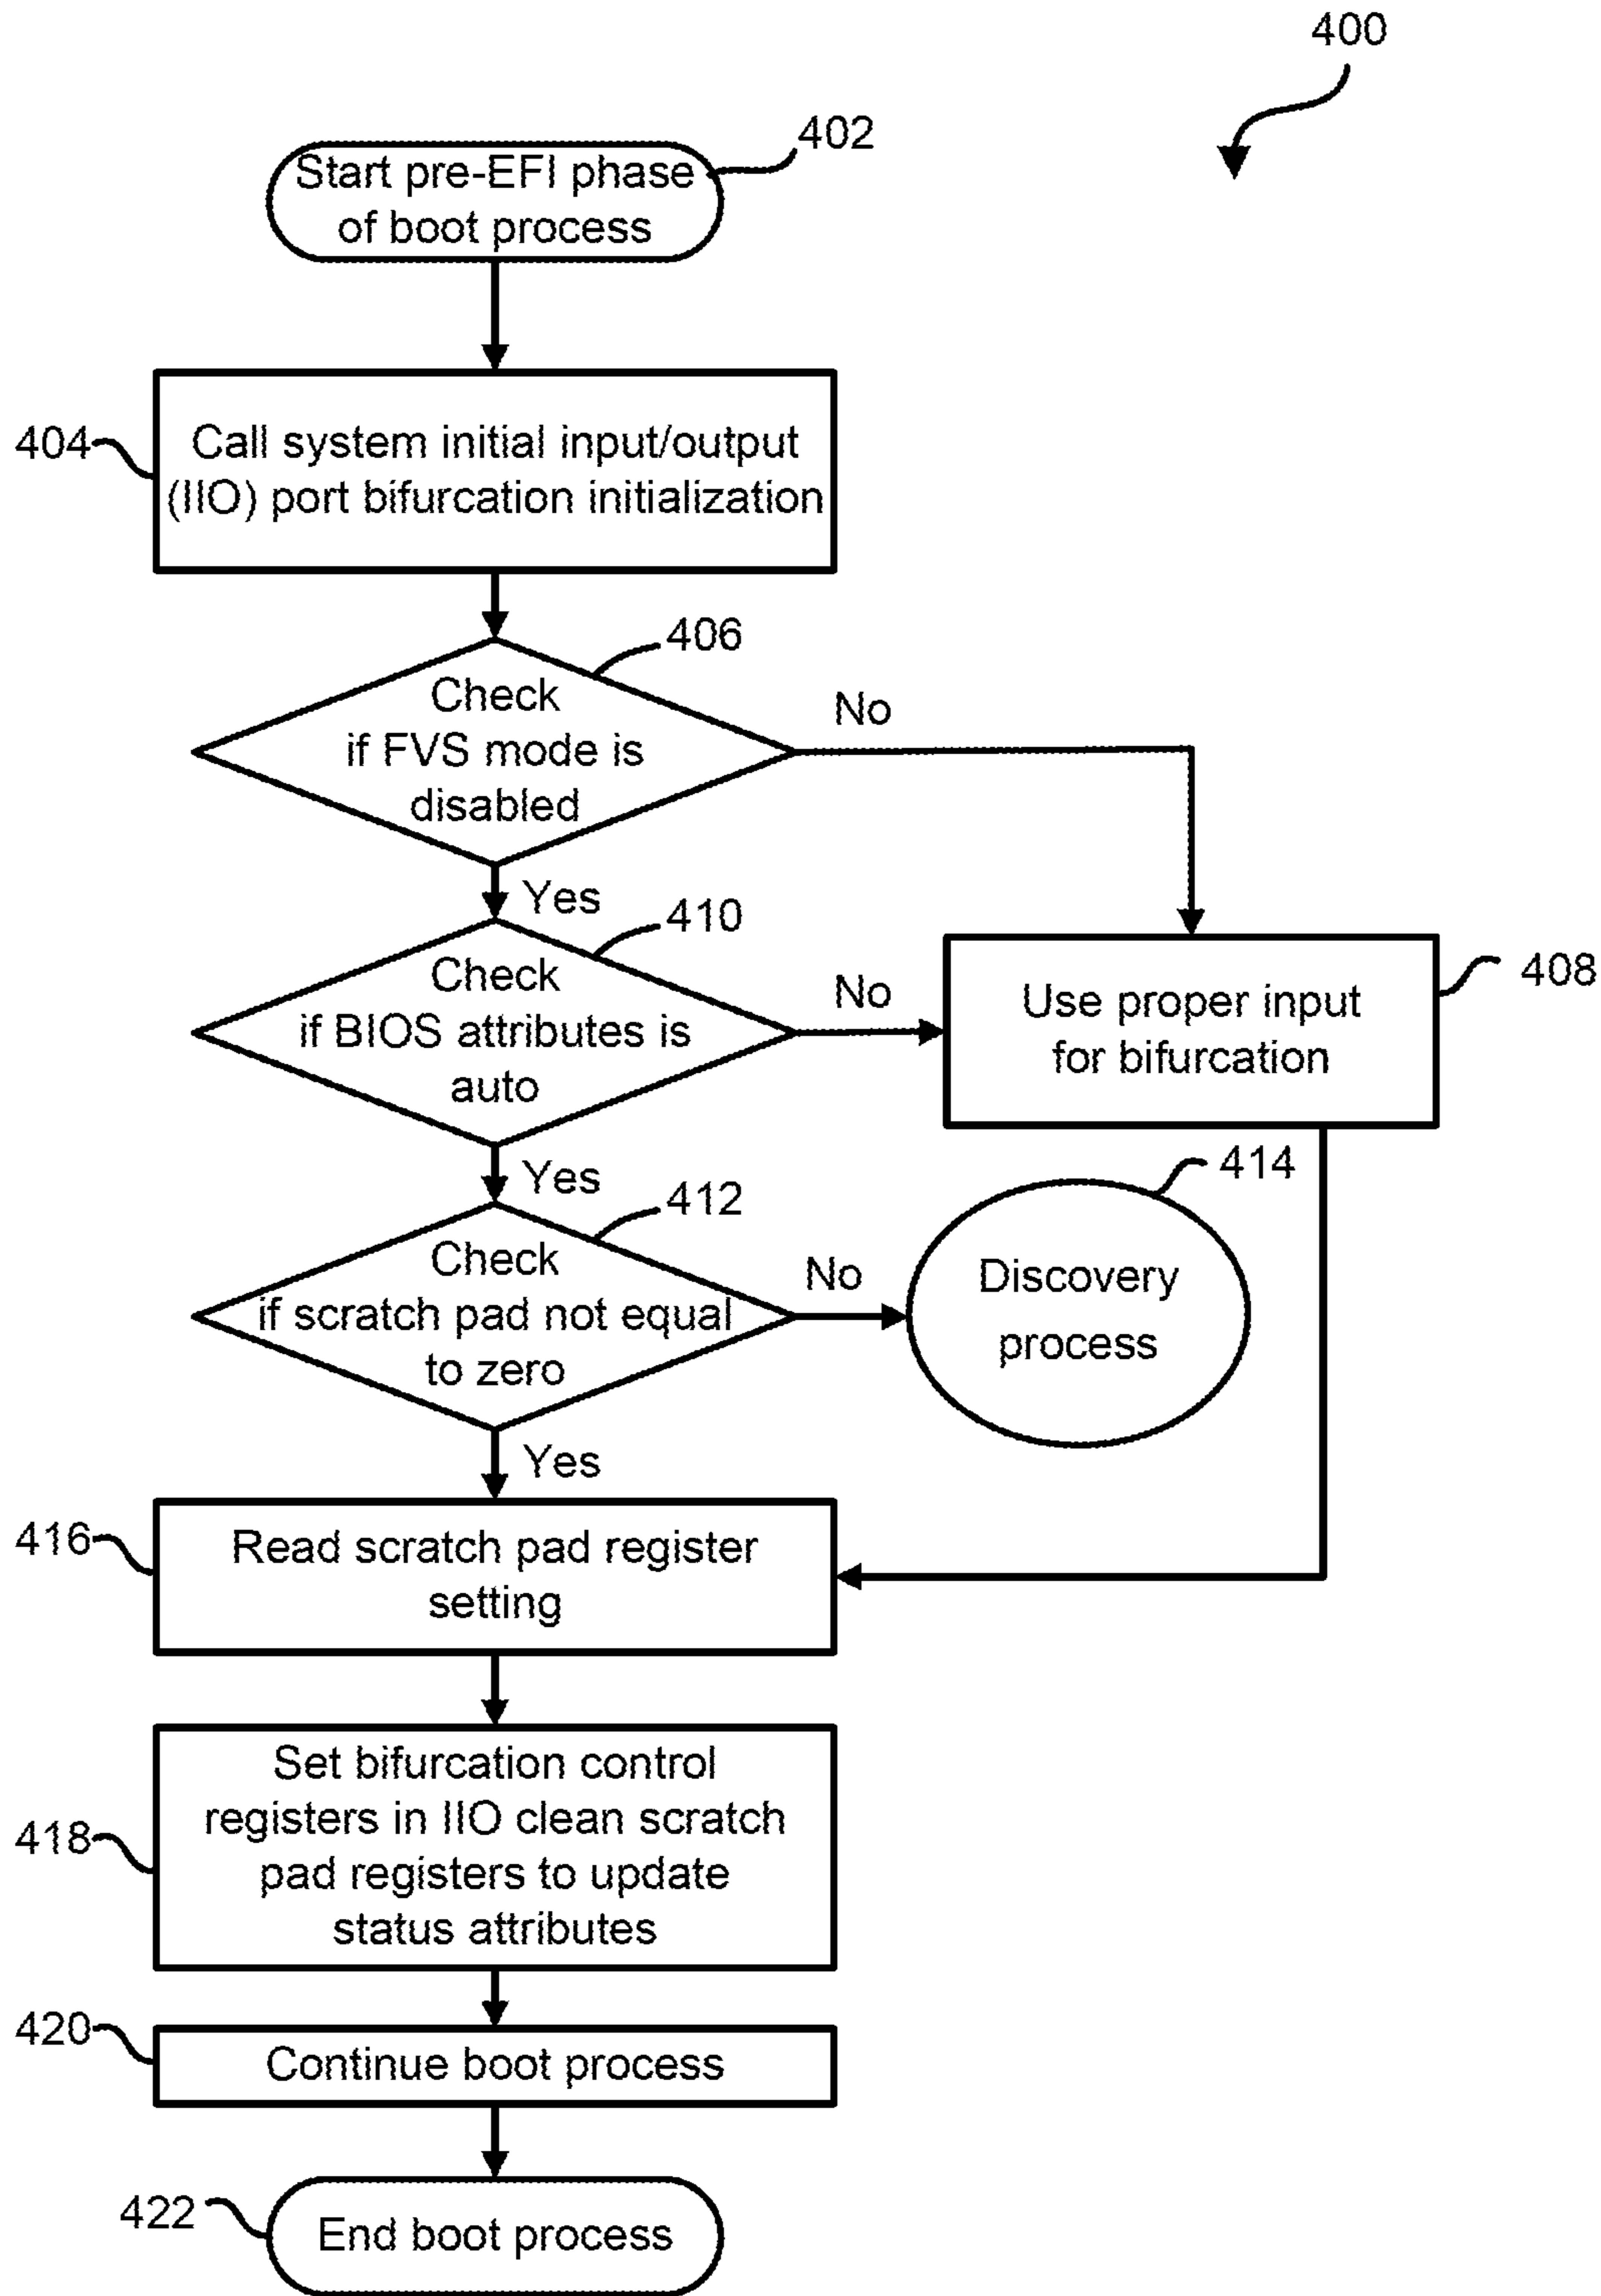 400
402
Start pre-EFI phase
of boot process
404
Call system initial input/output
(IIO) port bifurcation initialization
406
Check
if FVS mode is
disabled
No
Yes
410
Check
if BIOS attributes is
auto
No
408
Use proper input
for bifurcation
Yes
412
Check
if scratch pad not equal
to zero
No
414
Discovery
process
Yes
416
Read scratch pad register
setting
418
Set bifurcation control
registers in IIO clean scratch
pad registers to update
status attributes
420
Continue boot process
422
End boot process